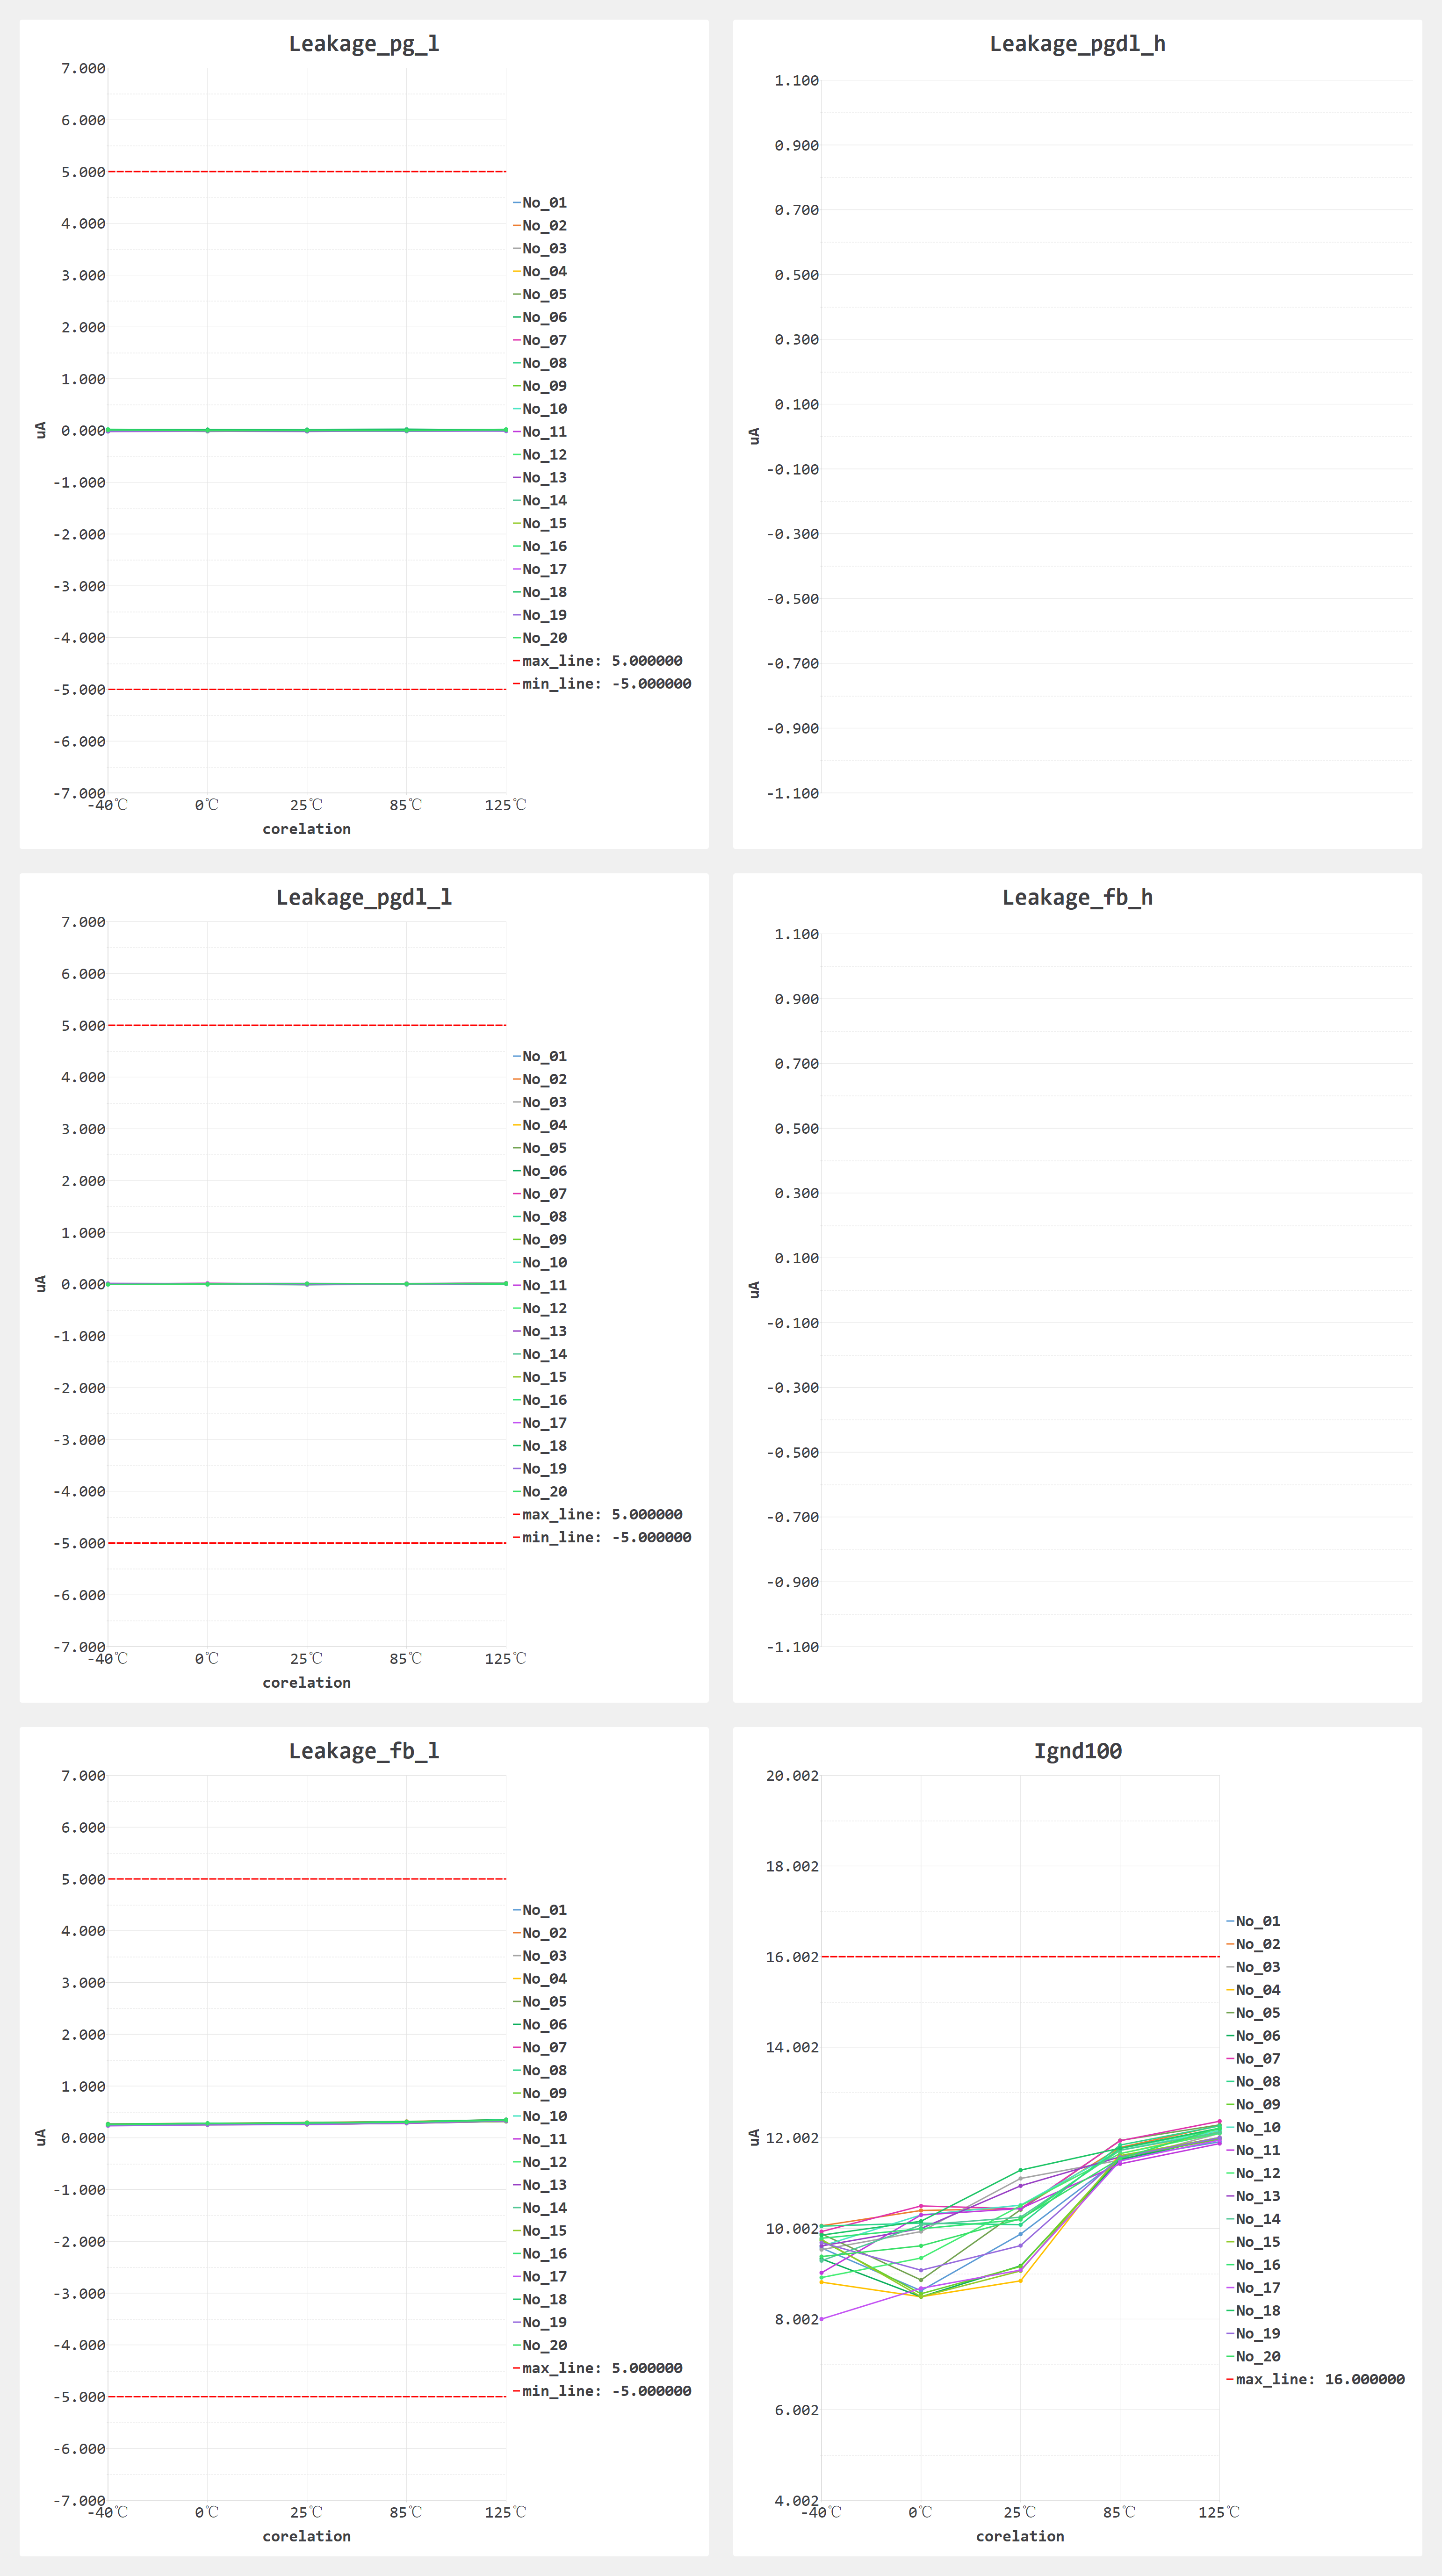 Leakage_pg_l
7.000
6.000
5.000
4.000
3.000
2.000
1.000
0.000
-1.000
-2.000
-3.000
-4.000
-5.000
-6.000
-7.000
uA
-40℃ 0℃ 25℃ 85℃ 125℃
corelation
No_01
No_02
No_03
No_04
No_05
No_06
No_07
No_08
No_09
No_10
No_11
No_12
No_13
No_14
No_15
No_16
No_17
No_18
No_19
No_20
max_line: 5.000000
min_line: -5.000000
Leakage_pgdl_h
1.100
0.900
0.700
0.500
0.300
0.100
-0.100
-0.300
-0.500
-0.700
-0.900
-1.100
uA
Leakage_pgdl_l
7.000
6.000
5.000
4.000
3.000
2.000
1.000
0.000
-1.000
-2.000
-3.000
-4.000
-5.000
-6.000
-7.000
uA
-40℃ 0℃ 25℃ 85℃ 125℃
corelation
No_01
No_02
No_03
No_04
No_05
No_06
No_07
No_08
No_09
No_10
No_11
No_12
No_13
No_14
No_15
No_16
No_17
No_18
No_19
No_20
max_line: 5.000000
min_line: -5.000000
Leakage_fb_h
1.100
0.900
0.700
0.500
0.300
0.100
-0.100
-0.300
-0.500
-0.700
-0.900
-1.100
uA
Leakage_fb_l
7.000
6.000
5.000
4.000
3.000
2.000
1.000
0.000
-1.000
-2.000
-3.000
-4.000
-5.000
-6.000
-7.000
uA
-40℃ 0℃ 25℃ 85℃ 125℃
corelation
No_01
No_02
No_03
No_04
No_05
No_06
No_07
No_08
No_09
No_10
No_11
No_12
No_13
No_14
No_15
No_16
No_17
No_18
No_19
No_20
max_line: 5.000000
min_line: -5.000000
Ignd100
20.002
18.002
16.002
14.002
12.002
10.002
8.002
6.002
4.002
uA
-40℃ 0℃ 25℃ 85℃ 125℃
corelation
No_01
No_02
No_03
No_04
No_05
No_06
No_07
No_08
No_09
No_10
No_11
No_12
No_13
No_14
No_15
No_16
No_17
No_18
No_19
No_20
max_line: 16.000000